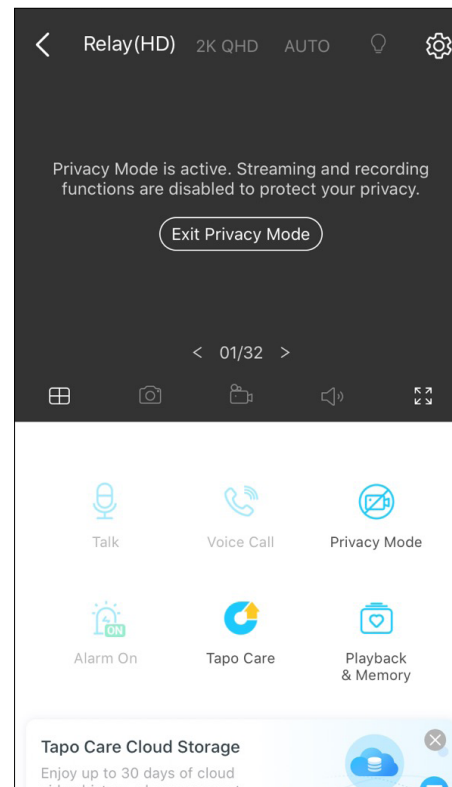 Relay(HD) 2K QHD AUTO
Privacy Mode is active. Streaming and recording
functions are disabled to protect your privacy.
Exit Privacy Mode
< 01/32 >
Talk Voice Call Privacy Mode
ON
Alarm On Tapo Care Playback
& Memory
Tapo Care Cloud Storage
Enjoy up to 30 days of cloud